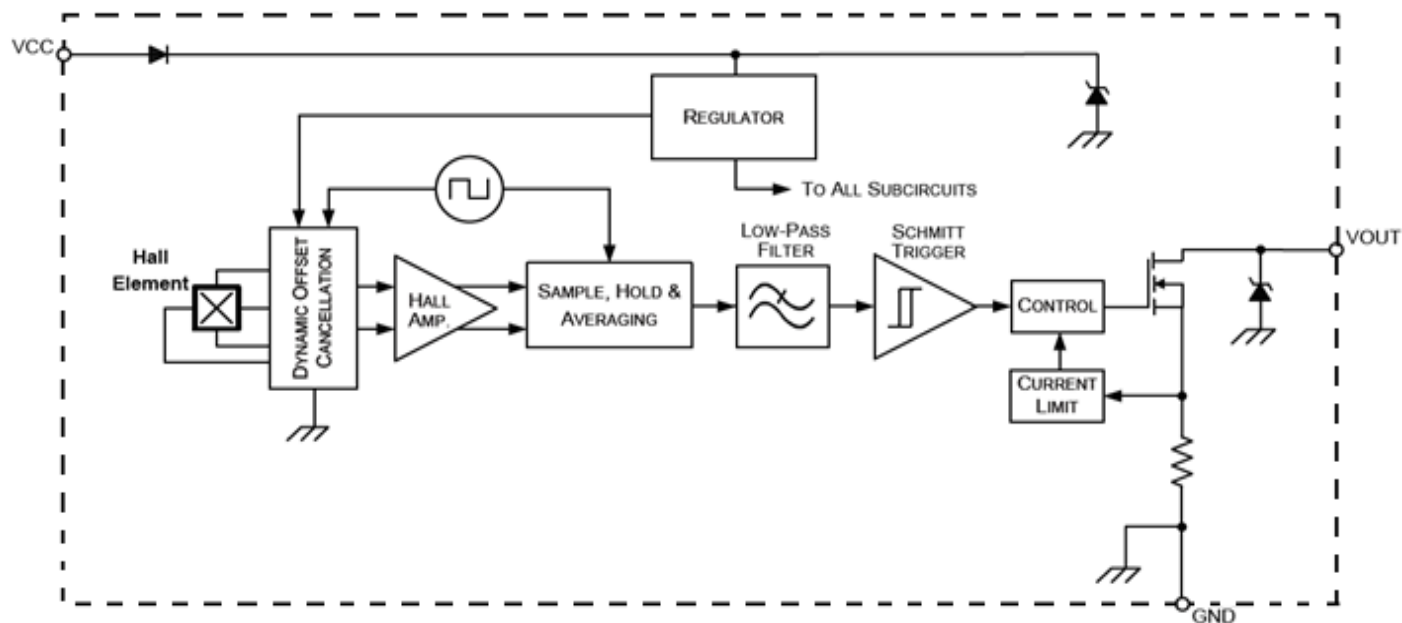 VCC
REGULATOR
TO ALL SUBCIRCUITS
Hall
Element
DYNAMIC OFFSET
CANCELLATION
HALL
AMP.
SAMPLE, HOLD &
AVERAGING
LOW-PASS
FILTER
SCHMITT
TRIGGER
CONTROL
CURRENT
LIMIT
VOUT
GND